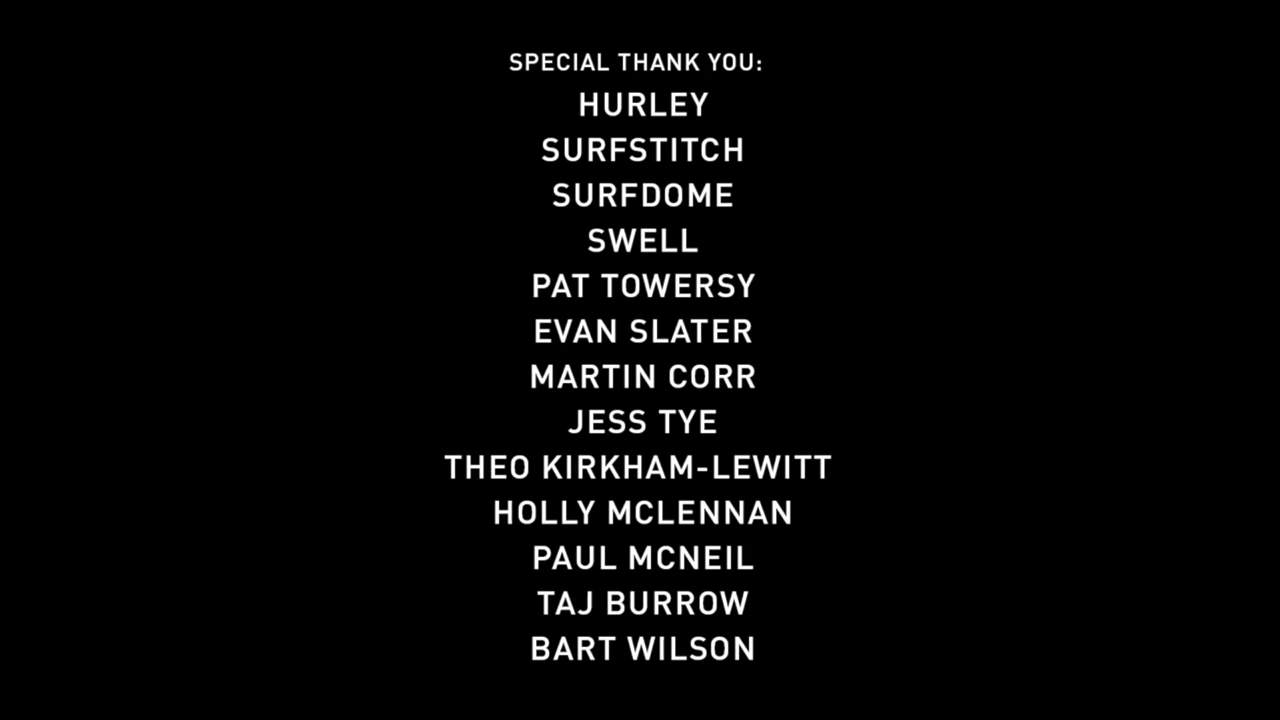 SPECIAL THANK YOU:
HURLEY
SURFSTITCH
SURFDOME
SWELL
PAT TOWERSY
EVAN SLATER
MARTIN CORR
JESS TYE
THEO KIRKHAM-LEWITT
HOLLY MCLENNAN
PAUL MCNEIL
TAJ BURROW
BART WILSON